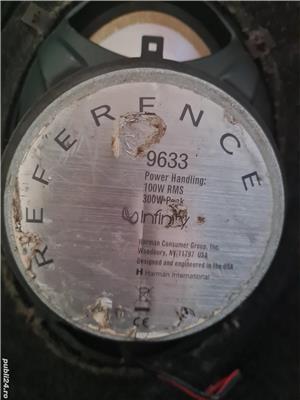 REFERENCE
9633
Power Handling:
100W RMS
300W Peak
Infinity
Harman Consumer Group, Inc.
Woodbury, NY 11797 USA
Designed and engineered in the USA
H Harman International
CE
publi24.ro